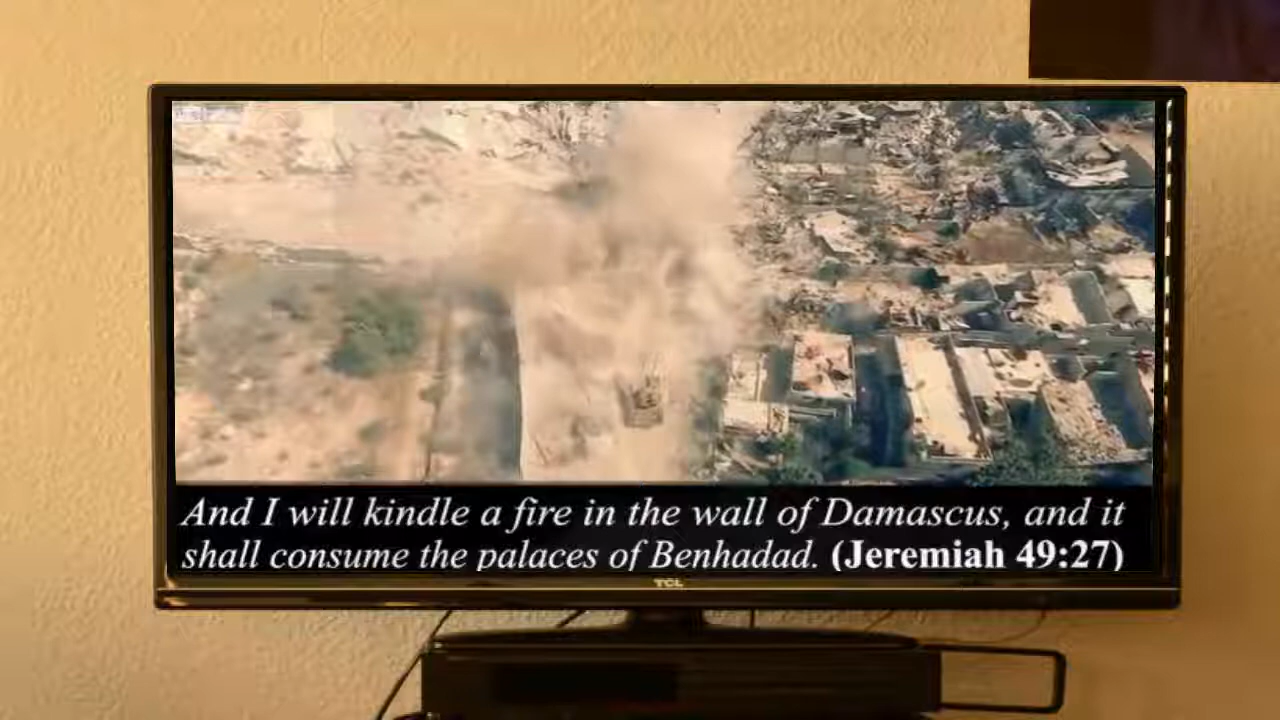 And I will kindle a fire in the wall of Damascus, and it
shall consume the palaces of Benhadad. (Jeremiah 49:27)
TCL